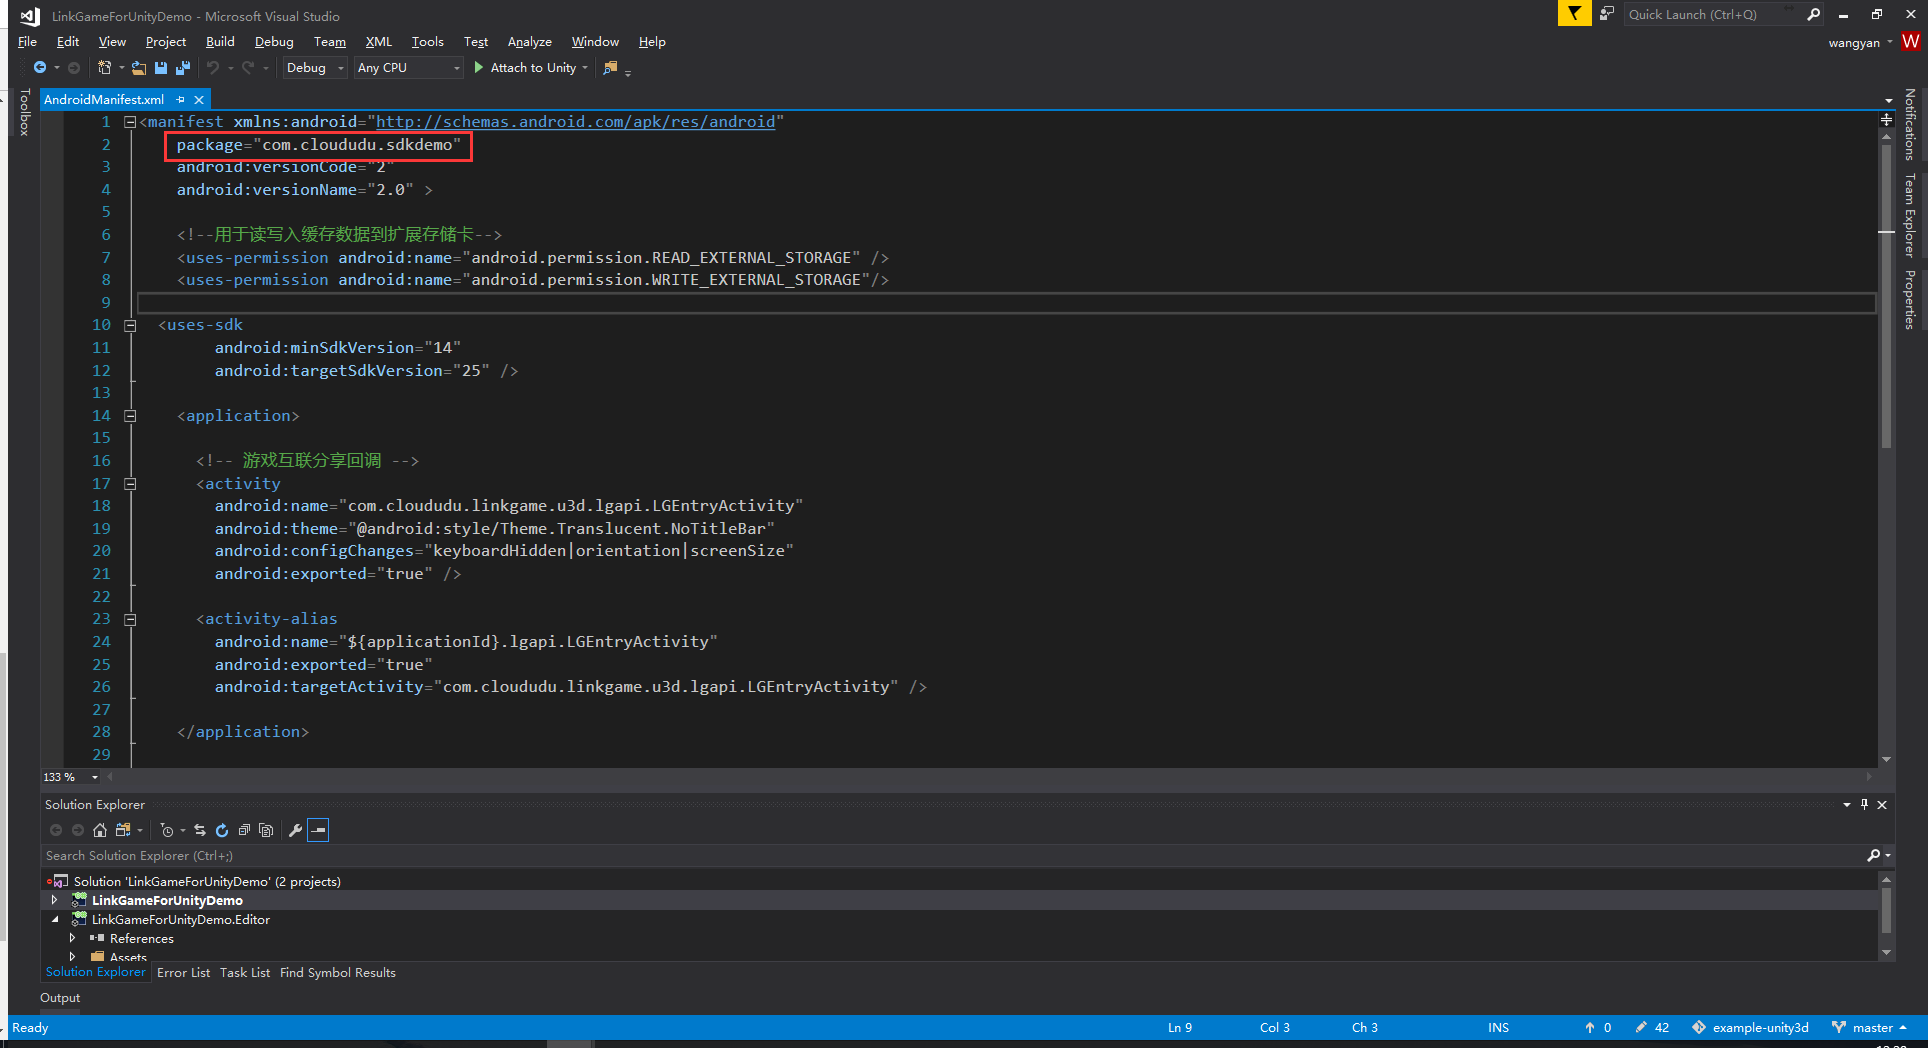 LinkGameForUnityDemo - Microsoft Visual Studio
Quick Launch (Ctrl+Q)
File Edit View Project Build Debug Team XML Tools Test Analyze Window Help
wangyan W
Debug Any CPU Attach to Unity
Toolbox
AndroidManifest.xml
1 <manifest xmlns:android="http://schemas.android.com/apk/res/android"
2 package="com.cloududu.sdkdemo"
3 android:versionCode="2"
4 android:versionName="2.0" >
5
6 <!--用于读写入缓存数据到扩展存储卡-->
7 <uses-permission android:name="android.permission.READ_EXTERNAL_STORAGE" />
8 <uses-permission android:name="android.permission.WRITE_EXTERNAL_STORAGE"/>
9
10 <uses-sdk
11 android:minSdkVersion="14"
12 android:targetSdkVersion="25" />
13
14 <application>
15
16 <!-- 游戏互联分享回调 -->
17 <activity
18 android:name="com.cloududu.linkgame.u3d.lgapi.LGEntryActivity"
19 android:theme="@android:style/Theme.Translucent.NoTitleBar"
20 android:configChanges="keyboardHidden|orientation|screenSize"
21 android:exported="true" />
22
23 <activity-alias
24 android:name="${applicationId}.lgapi.LGEntryActivity"
25 android:exported="true"
26 android:targetActivity="com.cloududu.linkgame.u3d.lgapi.LGEntryActivity" />
27
28 </application>
29
Notifications
Team Explorer
Properties
133 %
Solution Explorer
Search Solution Explorer (Ctrl+;)
Solution 'LinkGameForUnityDemo' (2 projects)
LinkGameForUnityDemo
LinkGameForUnityDemo.Editor
References
Assets
Solution Explorer Error List Task List Find Symbol Results
Output
Ready Ln 9 Col 3 Ch 3 INS 0 42 example-unity3d master